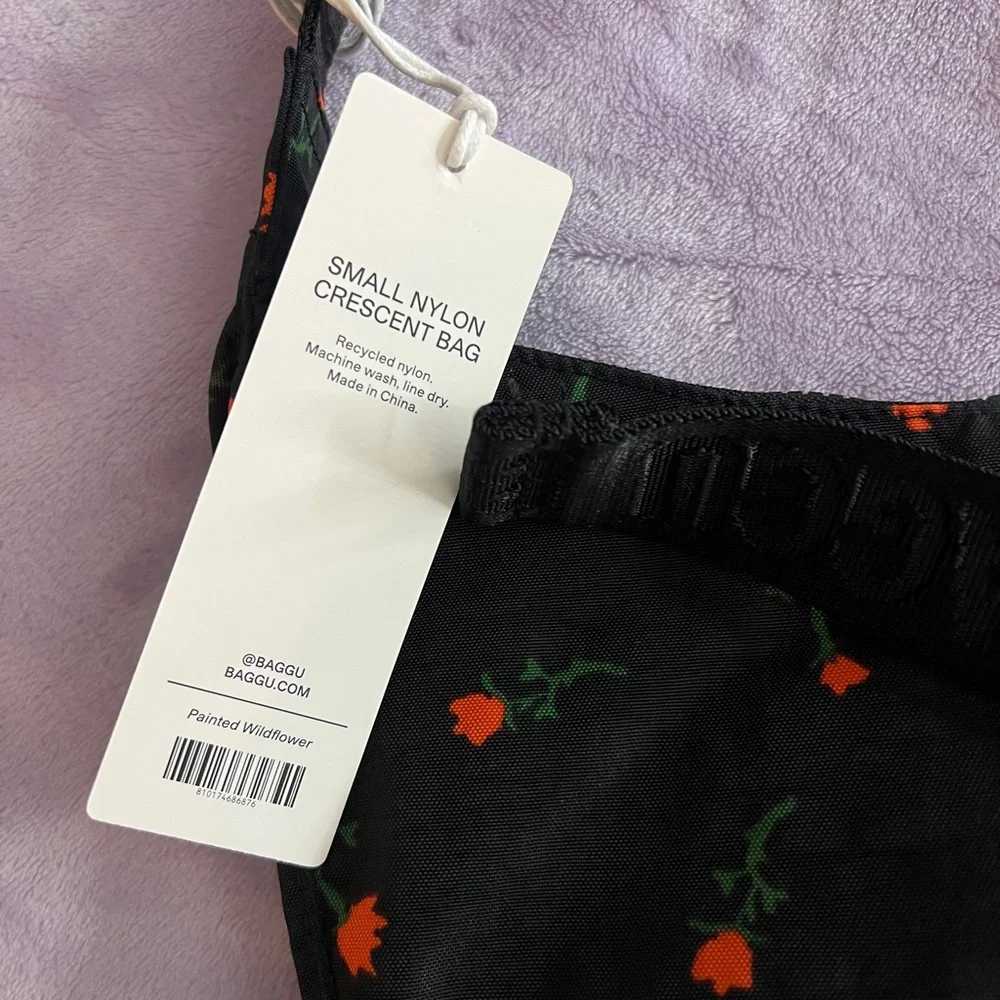 SMALL NYLON
CRESCENT BAG
Recycled nylon.
Machine wash, line dry.
Made in China.
@BAGGU
BAGGU.COM
Painted Wildflower
810174686876